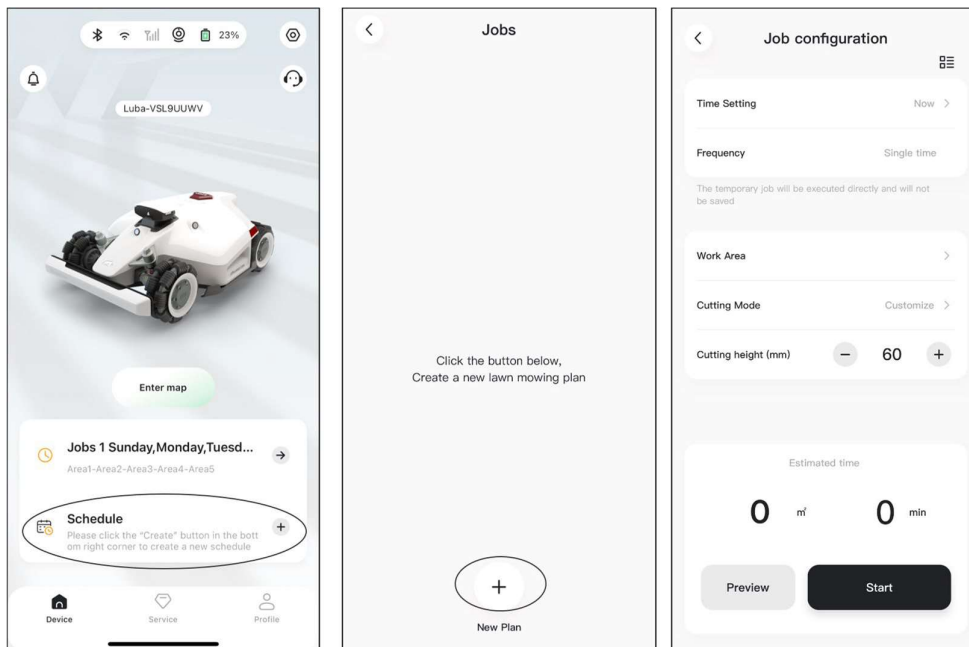 23%
Luba-VSL9UUWV
Enter map
Jobs 1 Sunday,Monday,Tuesd...
Area1-Area2-Area3-Area4-Area5
Schedule
Please click the "Create" button in the bott
om right corner to create a new schedule
Device
Service
Profile
Jobs
Click the button below,
Create a new lawn mowing plan
New Plan
Job configuration
Time Setting Now
Frequency Single time
The temporary job will be executed directly and will not
be saved
Work Area
Cutting Mode Customize
Cutting height (mm) − 60 +
Estimated time
0 ㎡ 0 min
Preview Start